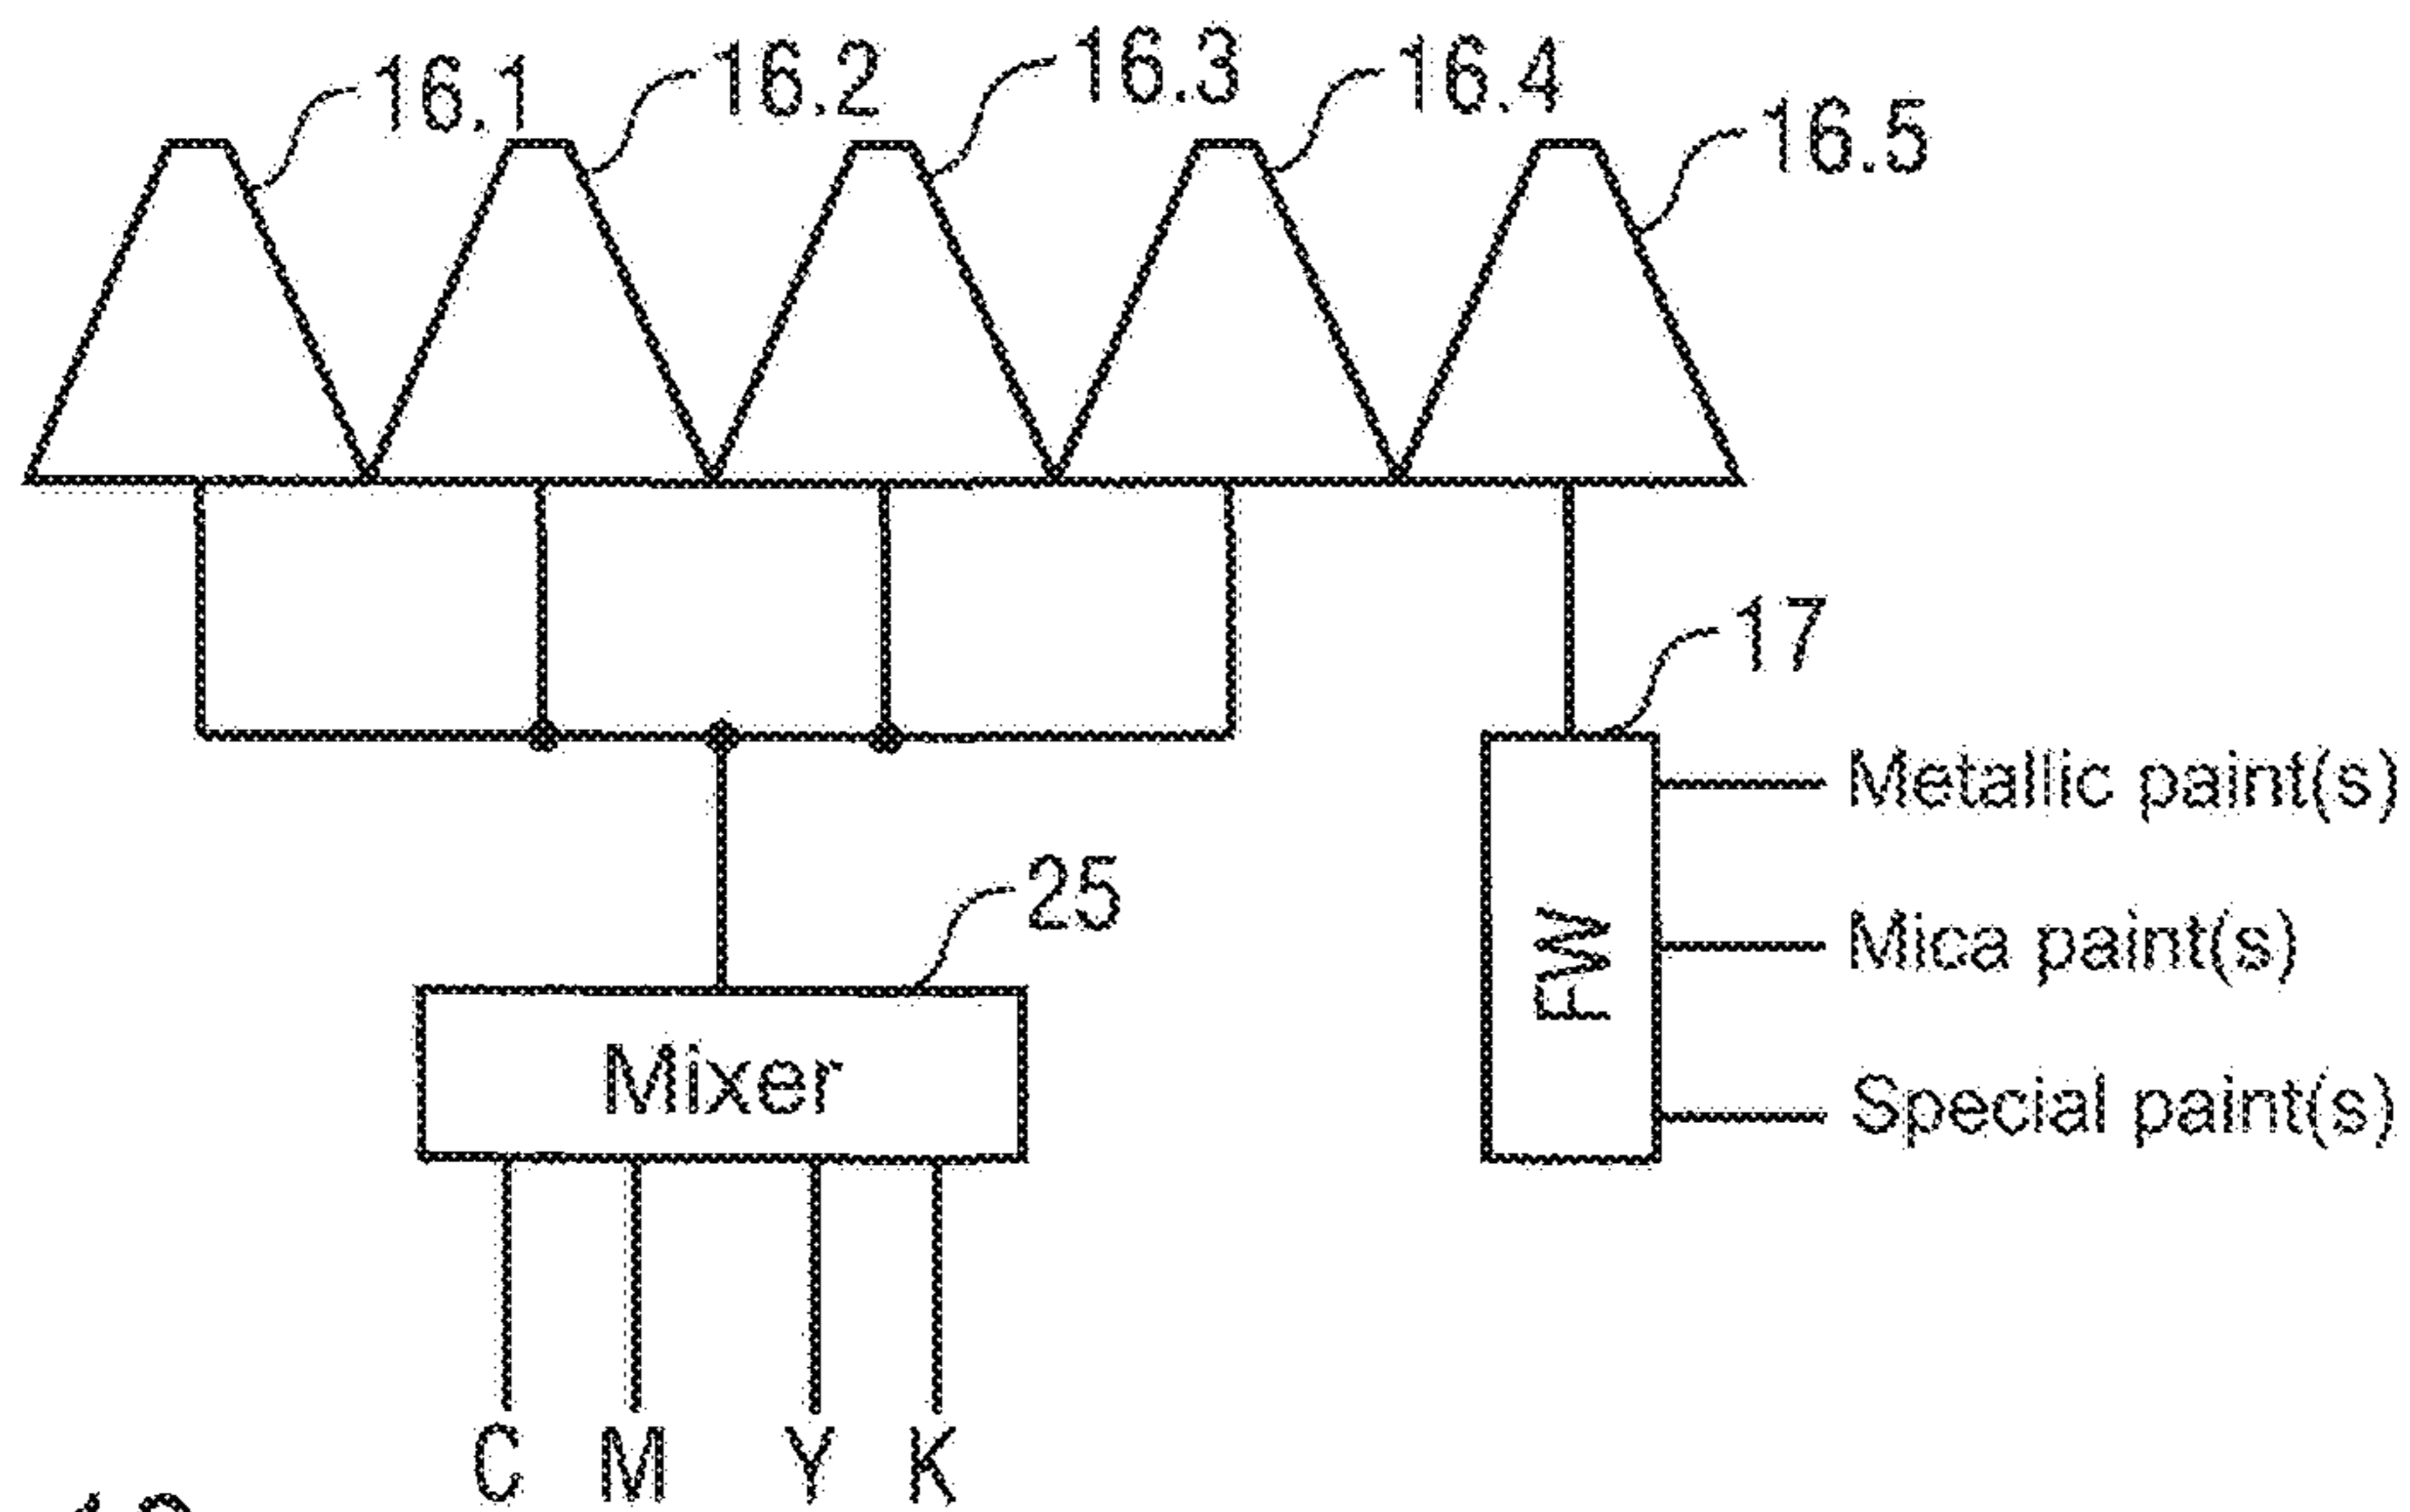 16.1 16.2 16.3 16.4 16.5
17
Metallic paint(s)
25
FW
Mica paint(s)
Mixer
Special paint(s)
C M Y K